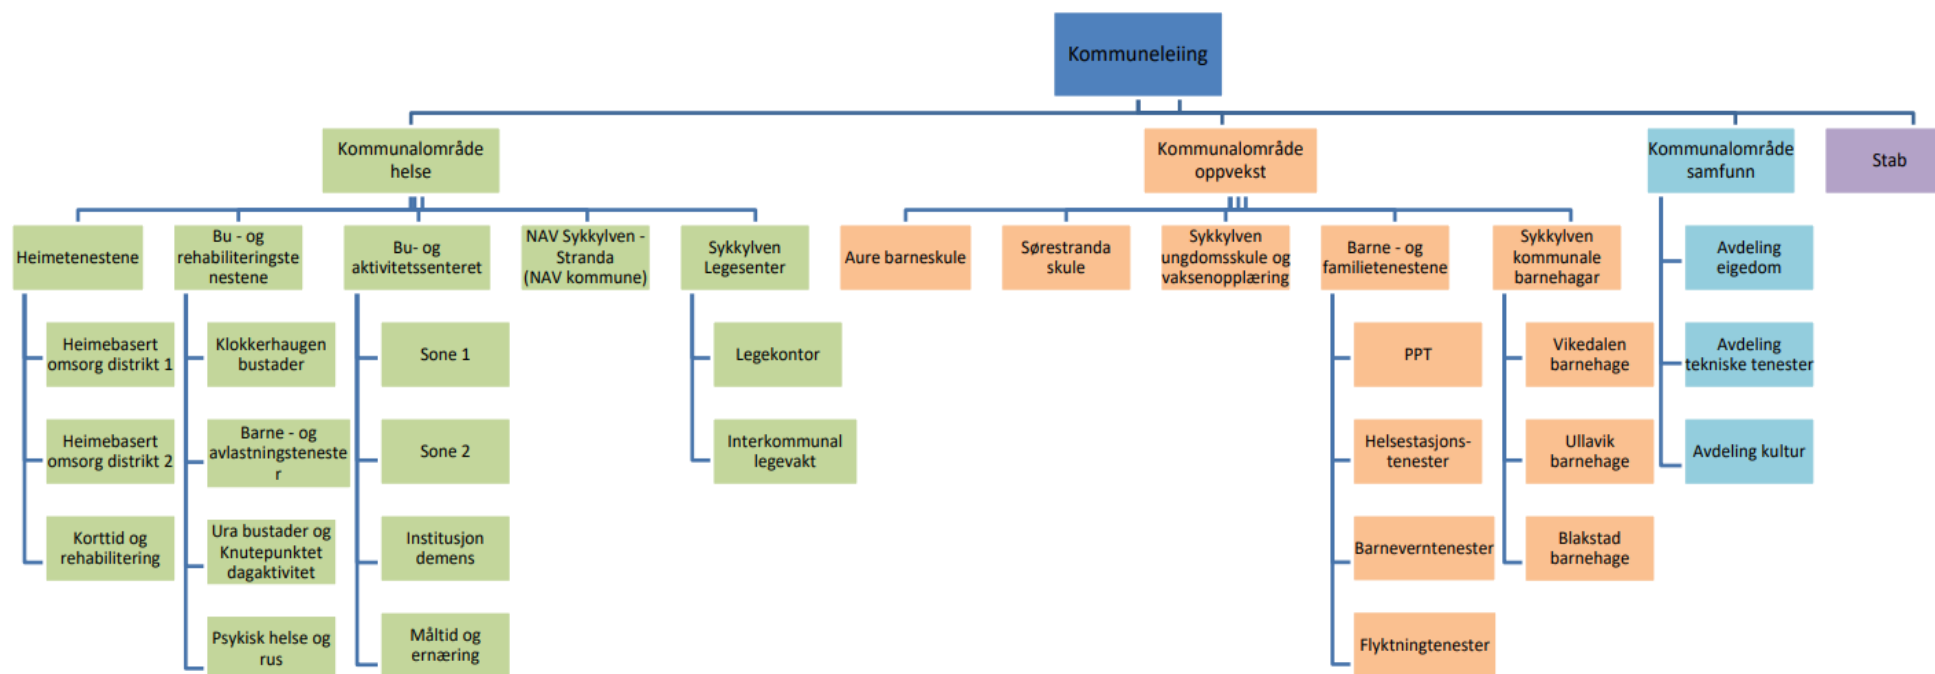 Kommuneleiing
Kommunalområde
helse
Kommunalområde
oppvekst
Kommunalområde
samfunn
Stab
Heimetenestene
Bu - og
rehabiliteringste
nestene
Bu- og
aktivitetssenteret
NAV Sykkylven -
Stranda
(NAV kommune)
Sykkylven
Legesenter
Aure barneskule
Sørestranda
skule
Sykkylven
ungdomsskule og
vaksenopplæring
Barne - og
familietenestene
Sykkylven
kommunale
barnehagar
Avdeling
eigedom
Heimebasert
omsorg distrikt 1
Klokkerhaugen
bustader
Sone 1
Legekontor
PPT
Vikedalen
barnehage
Avdeling
tekniske tenester
Heimebasert
omsorg distrikt 2
Barne - og
avlastningsteneste
r
Sone 2
Interkommunal
legevakt
Helsestasjons-
tenester
Ullavik
barnehage
Avdeling kultur
Korttid og
rehabilitering
Ura bustader og
Knutepunktet
dagaktivitet
Institusjon
demens
Barneverntenester
Blakstad
barnehage
Psykisk helse og
rus
Måltid og
ernæring
Flyktningtenester